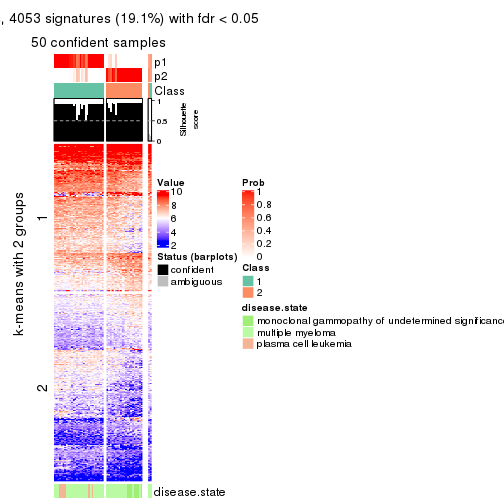 , 4053 signatures (19.1%) with fdr < 0.05
50 confident samples
p1
p2
Class
1
0.5
0
Silhouette
score
k-means with 2 groups
1
2
Value
10
8
6
4
2
Status (barplots)
confident
ambiguous
Prob
1
0.8
0.6
0.4
0.2
0
Class
1
2
disease.state
monoclonal gammopathy of undetermined significance
multiple myeloma
plasma cell leukemia
disease.state